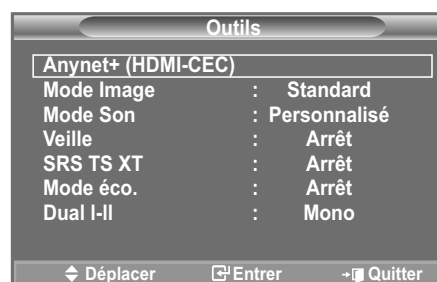 Outils
Anynet+ (HDMI-CEC)
Mode Image : Standard
Mode Son : Personnalisé
Veille : Arrêt
SRS TS XT : Arrêt
Mode éco. : Arrêt
Dual I-II : Mono
Déplacer Entrer Quitter